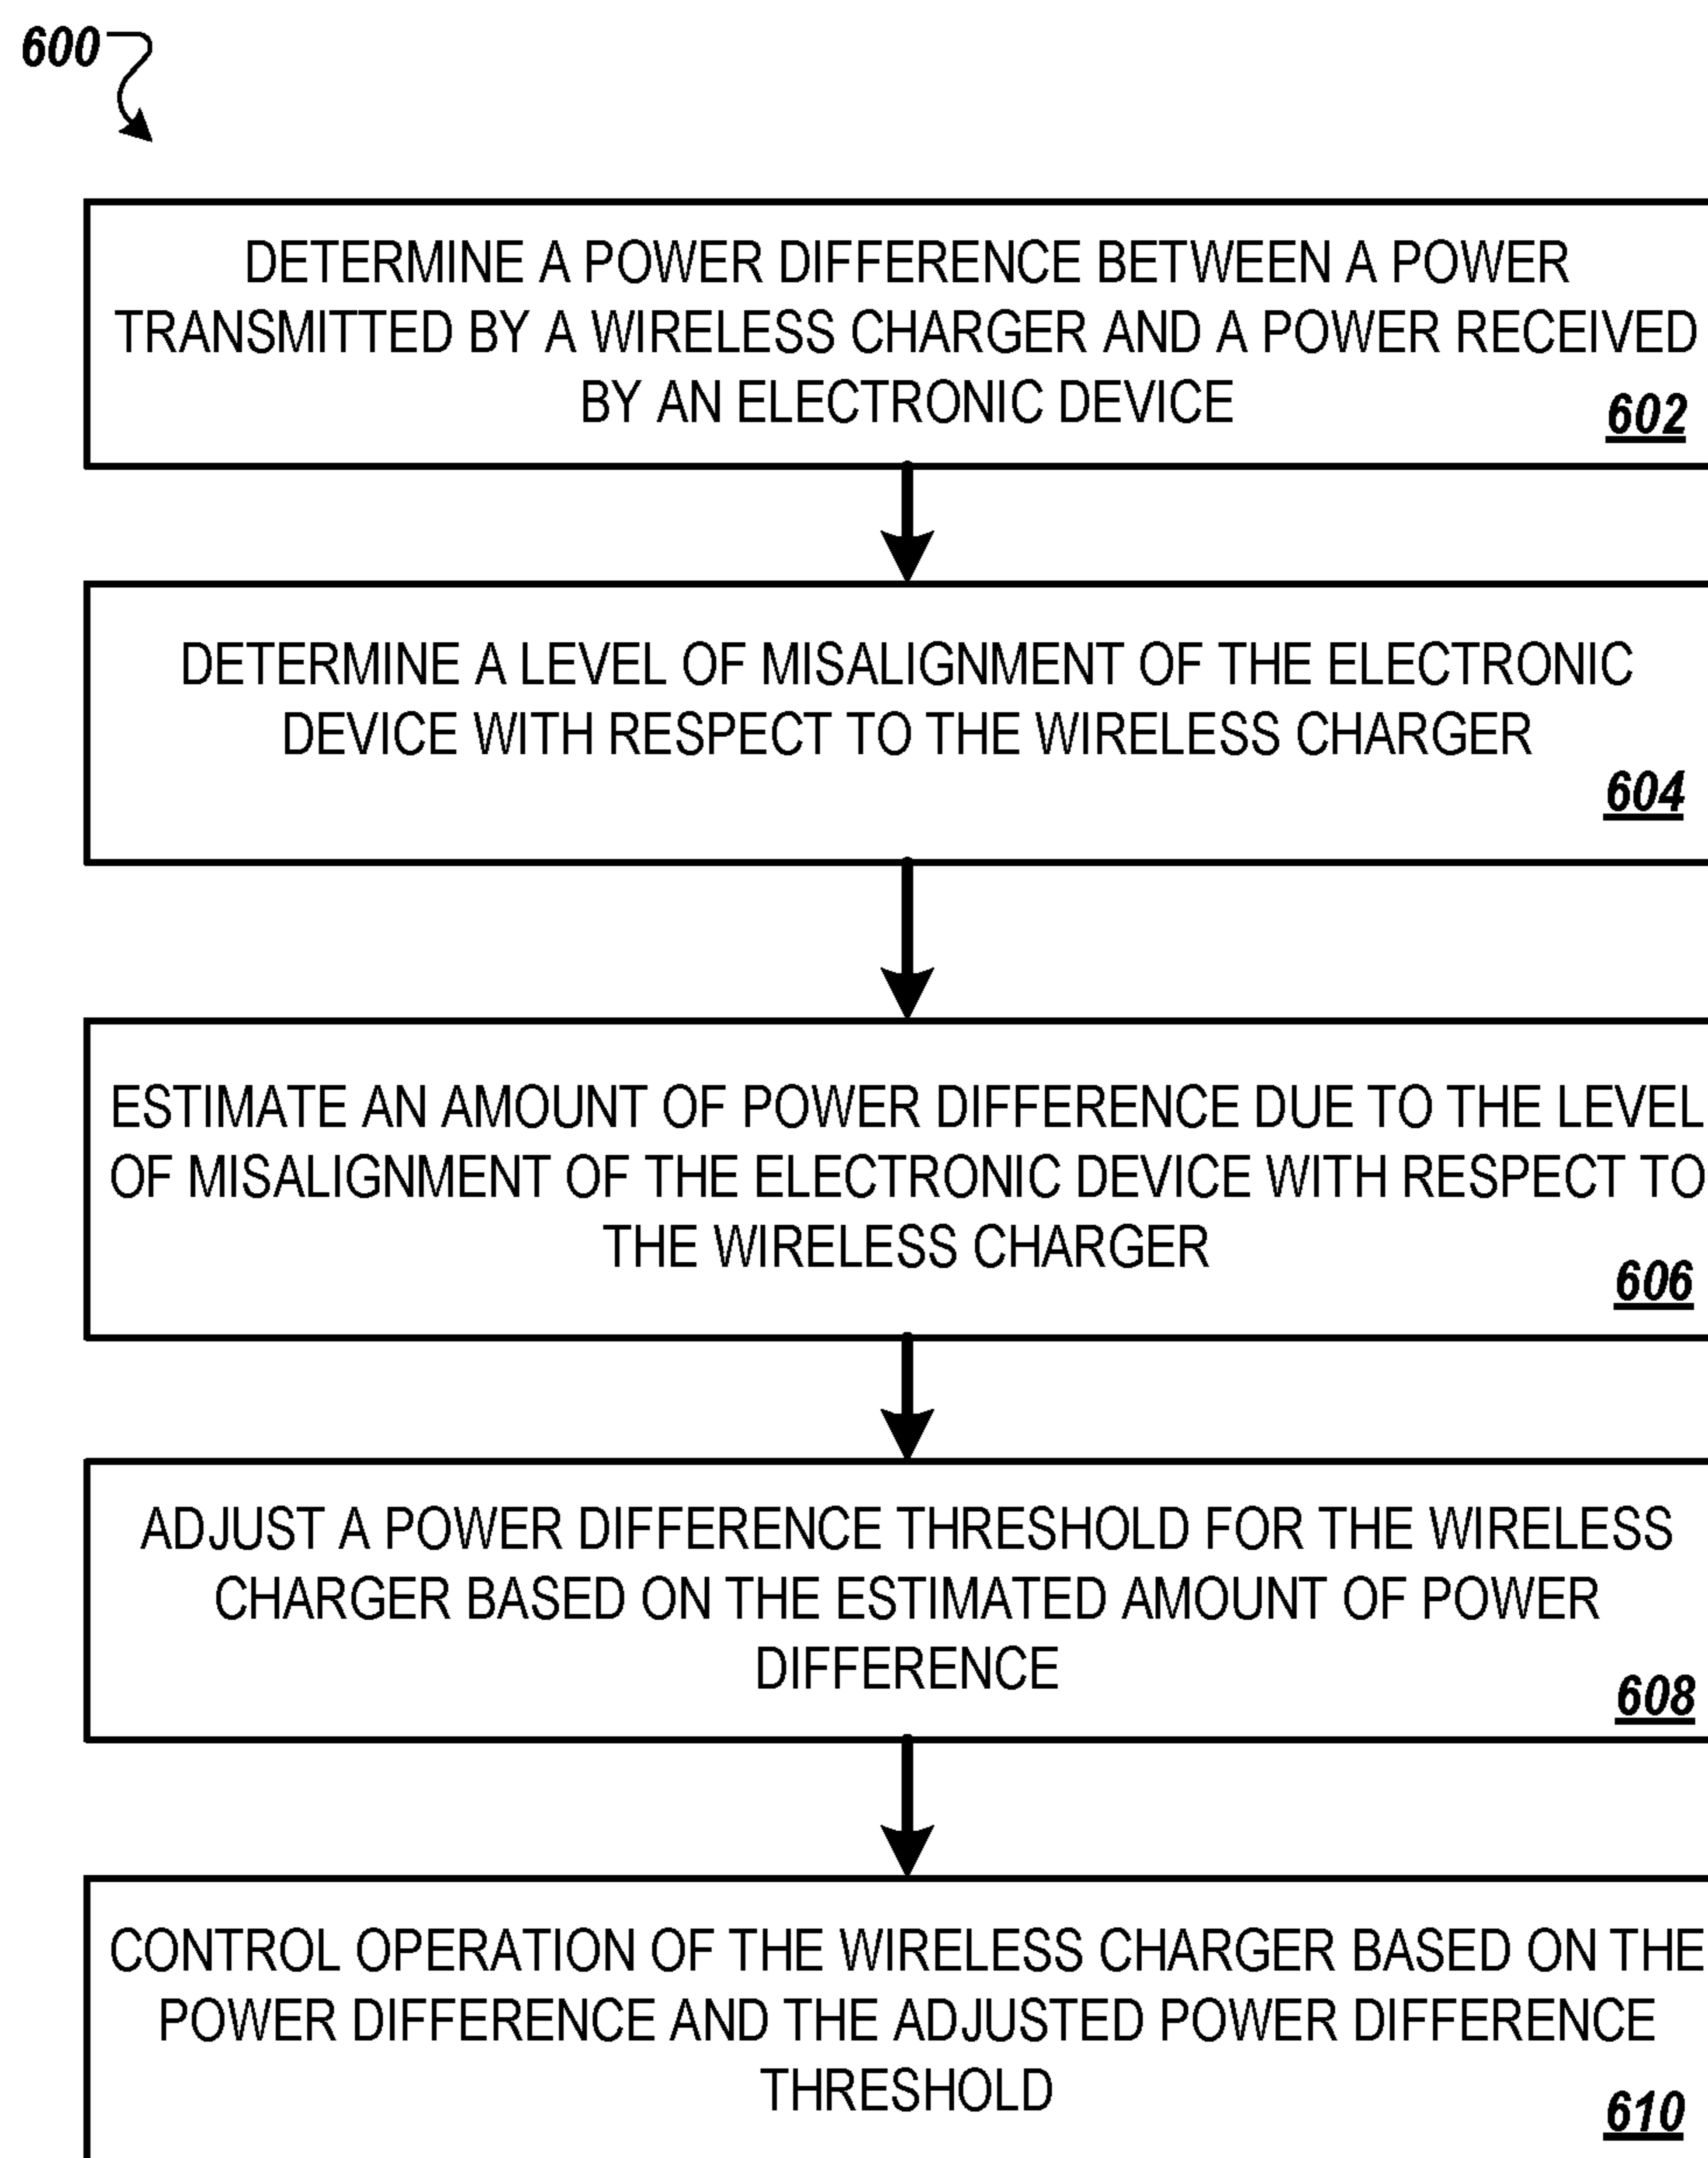 600
DETERMINE A POWER DIFFERENCE BETWEEN A POWER
TRANSMITTED BY A WIRELESS CHARGER AND A POWER RECEIVED
BY AN ELECTRONIC DEVICE
602
DETERMINE A LEVEL OF MISALIGNMENT OF THE ELECTRONIC
DEVICE WITH RESPECT TO THE WIRELESS CHARGER
604
ESTIMATE AN AMOUNT OF POWER DIFFERENCE DUE TO THE LEVEL
OF MISALIGNMENT OF THE ELECTRONIC DEVICE WITH RESPECT TO
THE WIRELESS CHARGER
606
ADJUST A POWER DIFFERENCE THRESHOLD FOR THE WIRELESS
CHARGER BASED ON THE ESTIMATED AMOUNT OF POWER
DIFFERENCE
608
CONTROL OPERATION OF THE WIRELESS CHARGER BASED ON THE
POWER DIFFERENCE AND THE ADJUSTED POWER DIFFERENCE
THRESHOLD
610